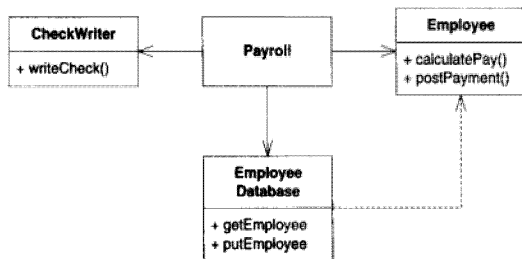 CheckWriter
+ writeCheck()
Payroll
Employee
+ calculatePay()
+ postPayment()
Employee
Database
+ getEmployee
+ putEmployee